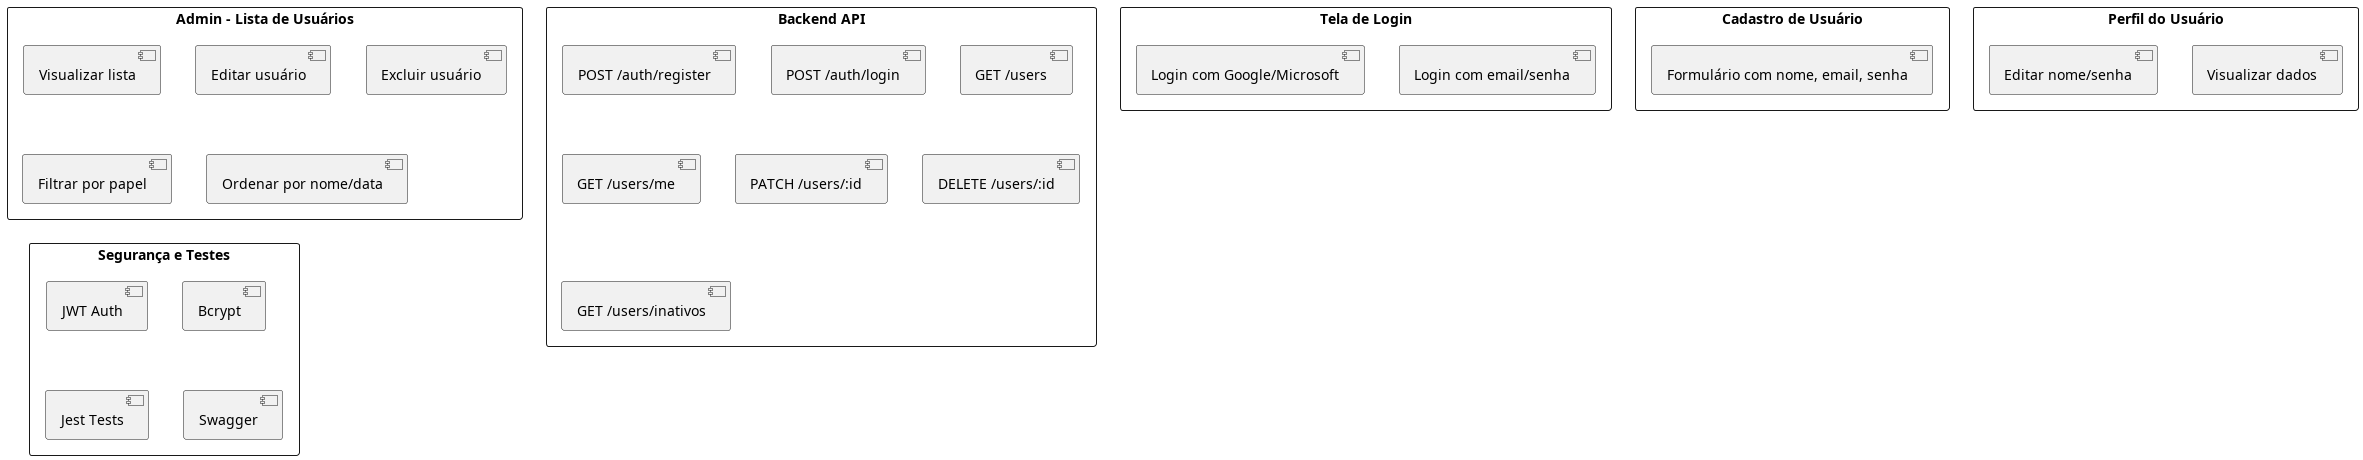 Admin - Lista de Usuários
Visualizar lista
Editar usuário
Excluir usuário
Filtrar por papel
Ordenar por nome/data
Backend API
POST /auth/register
POST /auth/login
GET /users
GET /users/me
PATCH /users/:id
DELETE /users/:id
GET /users/inativos
Tela de Login
Login com Google/Microsoft
Login com email/senha
Cadastro de Usuário
Formulário com nome, email, senha
Perfil do Usuário
Editar nome/senha
Visualizar dados
Segurança e Testes
JWT Auth
Bcrypt
Jest Tests
Swagger